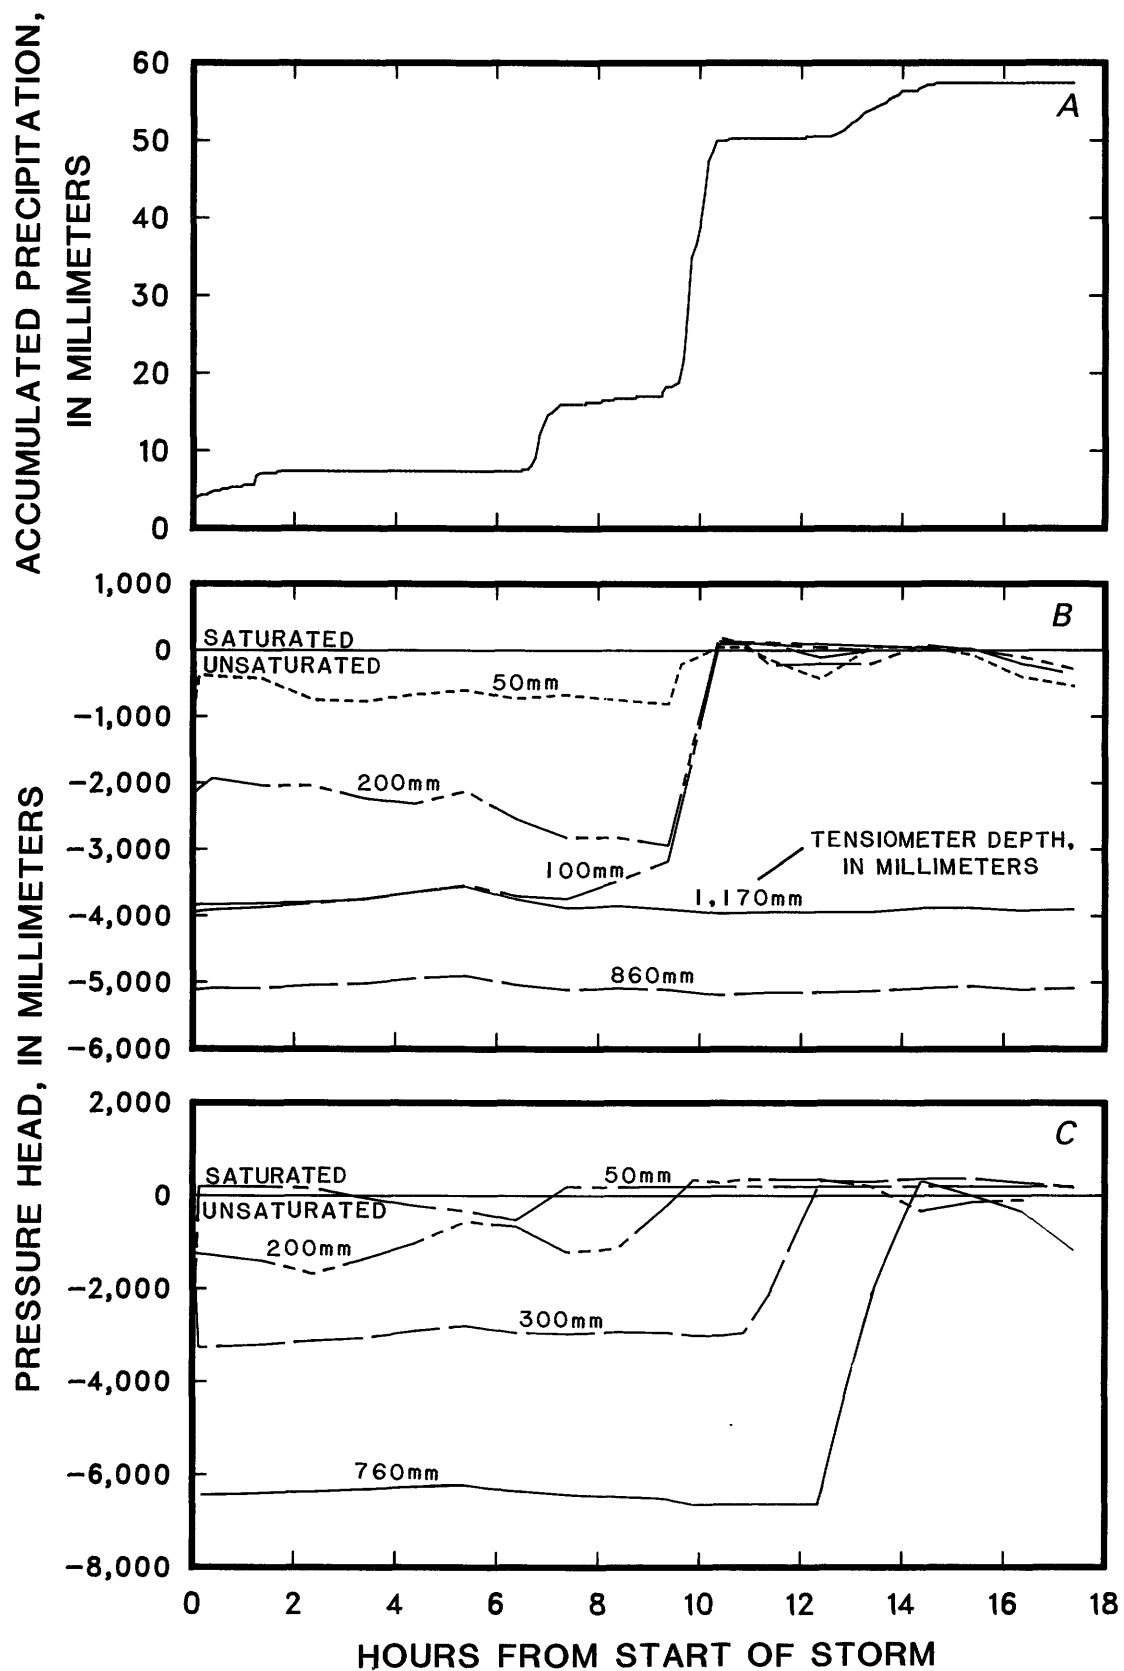 ACCUMULATED PRECIPITATION,
IN MILLIMETERS
60
50
40
30
20
10
0
A
PRESSURE HEAD, IN MILLIMETERS
1,000
0
−1,000
−2,000
−3,000
−4,000
−5,000
−6,000
B
SATURATED
UNSATURATED
50mm
200mm
TENSIOMETER DEPTH,
IN MILLIMETERS
100mm
1,170mm
860mm
2,000
0
−2,000
−4,000
−6,000
−8,000
C
SATURATED
50mm
UNSATURATED
200mm
300mm
760mm
0 2 4 6 8 10 12 14 16 18
HOURS FROM START OF STORM